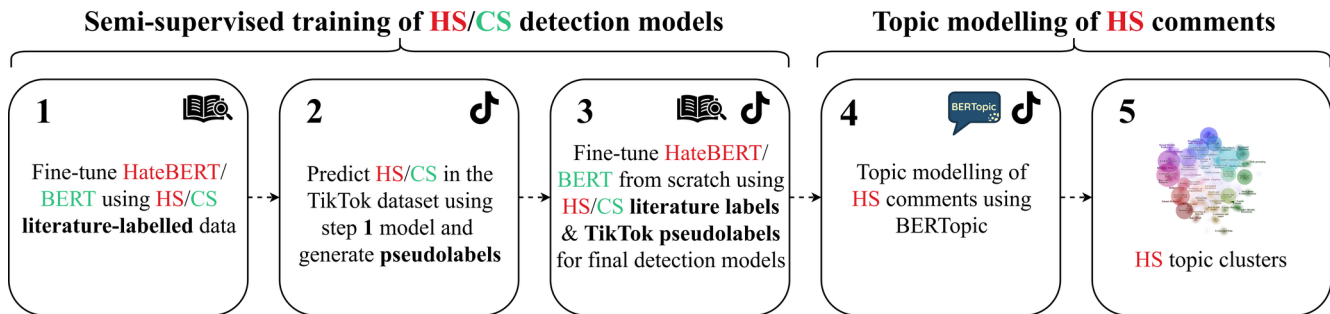 Semi-supervised training of HS/CS detection models
Topic modelling of HS comments
1
Fine-tune HateBERT/
BERT using HS/CS
literature-labelled data
2
Predict HS/CS in the
TikTok dataset using
step 1 model and
generate pseudolabels
3
Fine-tune HateBERT/
BERT from scratch using
HS/CS literature labels
& TikTok pseudolabels
for final detection models
4
BERTopic
Topic modelling of
HS comments using
BERTopic
5
HS topic clusters